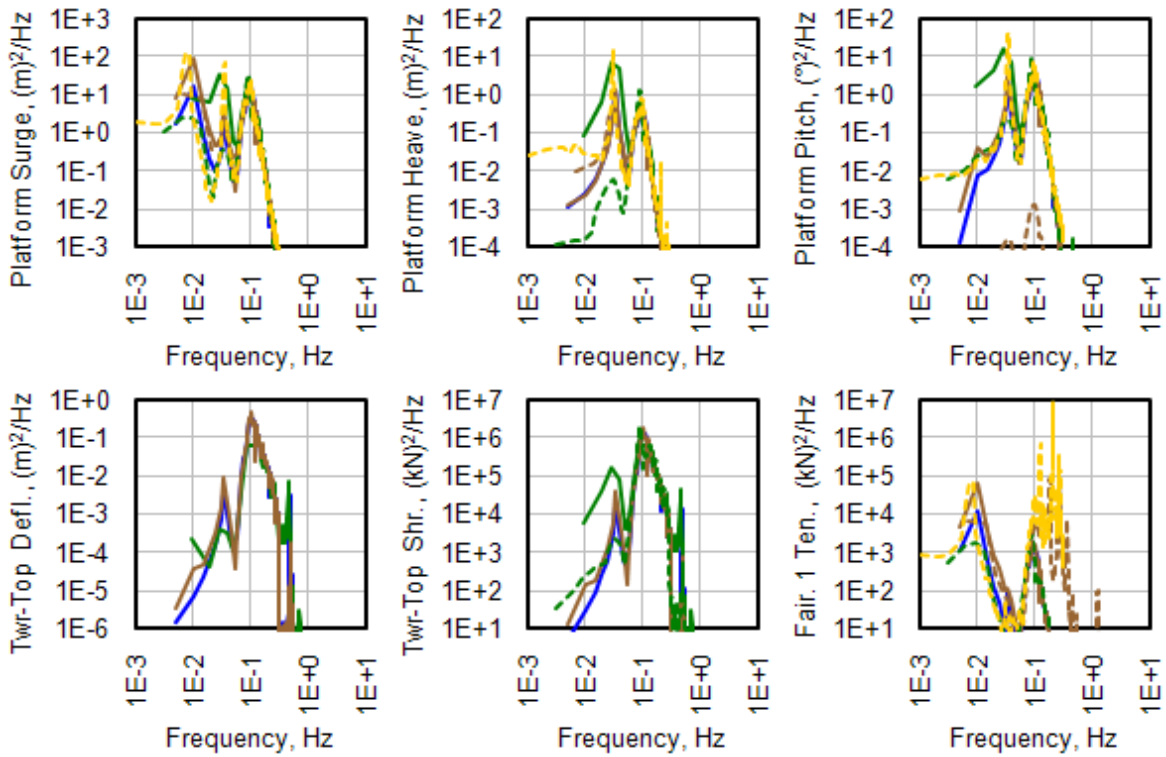 Platform Surge, (m)²/Hz
1E+3
1E+2
1E+1
1E+0
1E-1
1E-2
1E-3
1E-3
1E-2
1E-1
1E+0
1E+1
Frequency, Hz
Platform Heave, (m)²/Hz
1E+2
1E+1
1E+0
1E-1
1E-2
1E-3
1E-4
1E-3
1E-2
1E-1
1E+0
1E+1
Frequency, Hz
Platform Pitch, (°)²/Hz
1E+2
1E+1
1E+0
1E-1
1E-2
1E-3
1E-4
1E-3
1E-2
1E-1
1E+0
1E+1
Frequency, Hz
Twr-Top Defl., (m)²/Hz
1E+0
1E-1
1E-2
1E-3
1E-4
1E-5
1E-6
1E-3
1E-2
1E-1
1E+0
1E+1
Frequency, Hz
Twr-Top Shr., (kN)²/Hz
1E+7
1E+6
1E+5
1E+4
1E+3
1E+2
1E+1
1E-3
1E-2
1E-1
1E+0
1E+1
Frequency, Hz
Fair. 1 Ten., (kN)²/Hz
1E+7
1E+6
1E+5
1E+4
1E+3
1E+2
1E+1
1E-3
1E-2
1E-1
1E+0
1E+1
Frequency, Hz